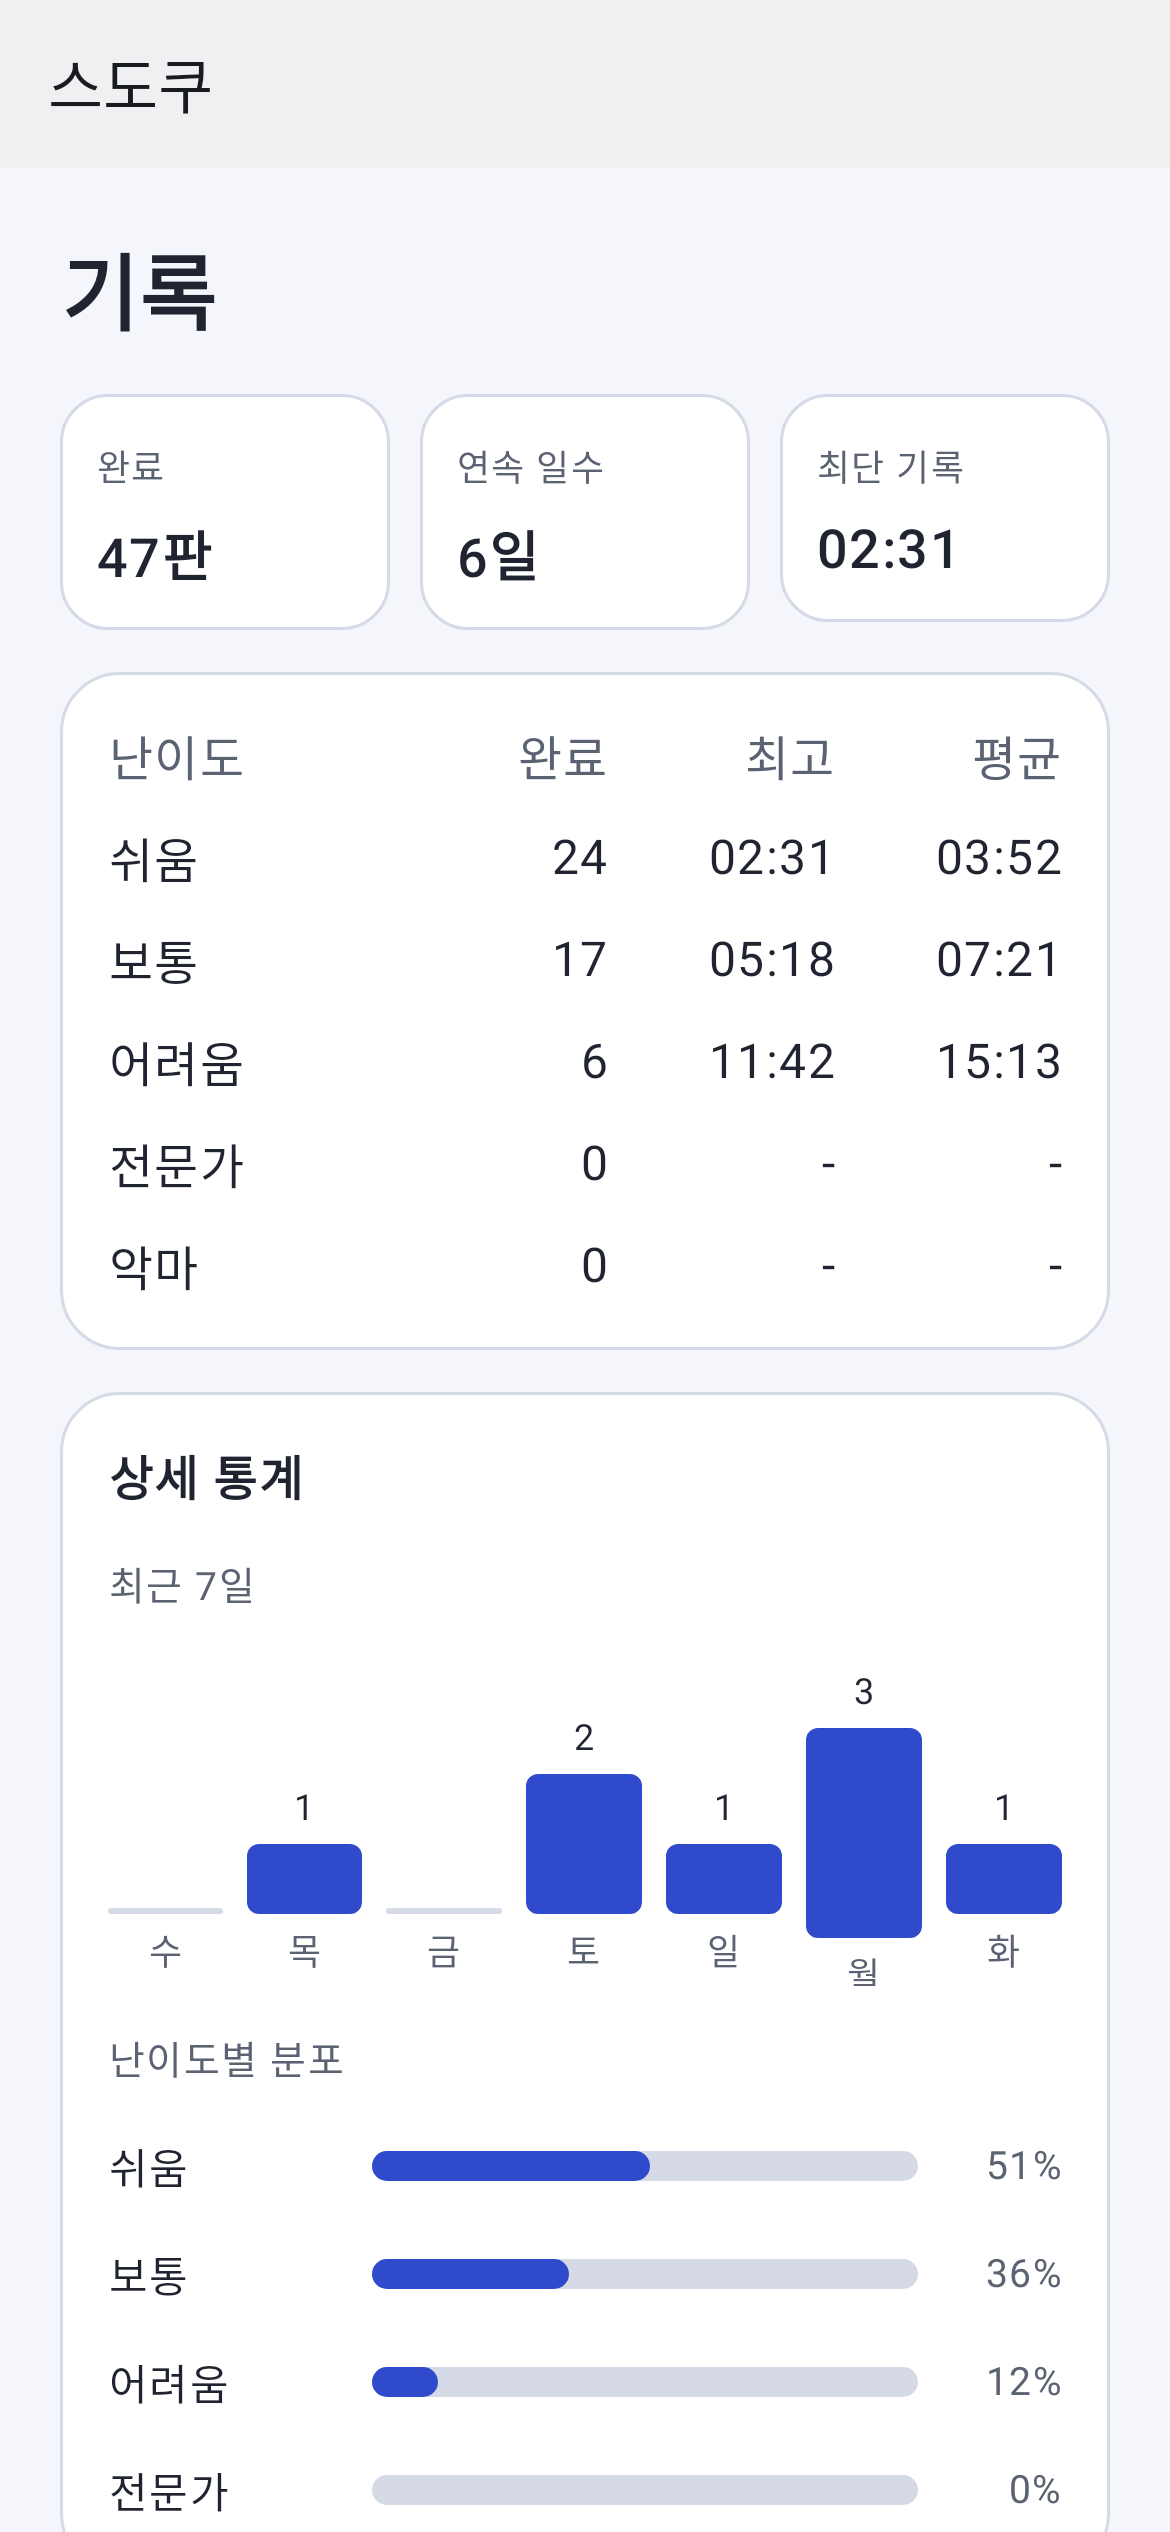 스도쿠
기록
완료
47판
연속 일수
6일
최단 기록
02:31
난이도 완료 최고 평균
쉬움 24 02:31 03:52
보통 17 05:18 07:21
어려움 6 11:42 15:13
전문가 0 - -
악마 0 - -
상세 통계
최근 7일
1 2 1 3 1
수 목 금 토 일 월 화
난이도별 분포
쉬움 51%
보통 36%
어려움 12%
전문가 0%